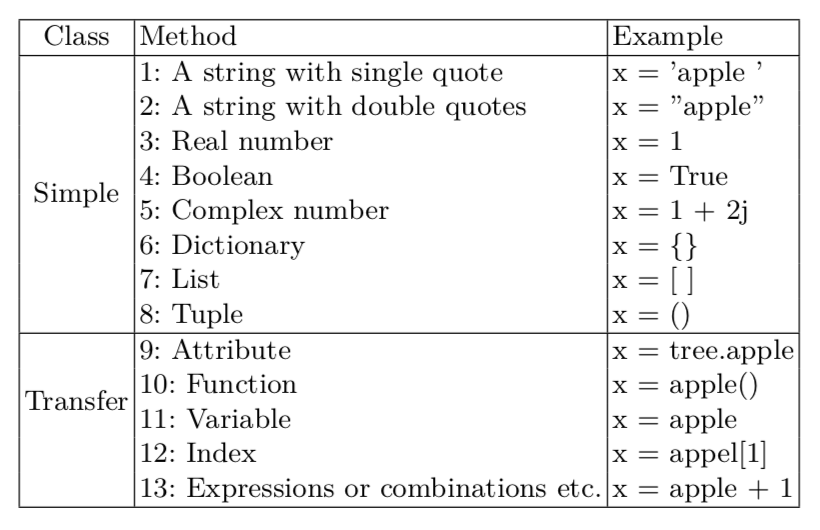 Class Method Example
1: A string with single quote x = ’apple ’
2: A string with double quotes x = ”apple”
3: Real number x = 1
4: Boolean x = True
Simple
5: Complex number x = 1 + 2j
6: Dictionary x = {}
7: List x = [ ]
8: Tuple x = ()
9: Attribute x = tree.apple
10: Function x = apple()
Transfer
11: Variable x = apple
12: Index x = appel[1]
13: Expressions or combinations etc. x = apple + 1